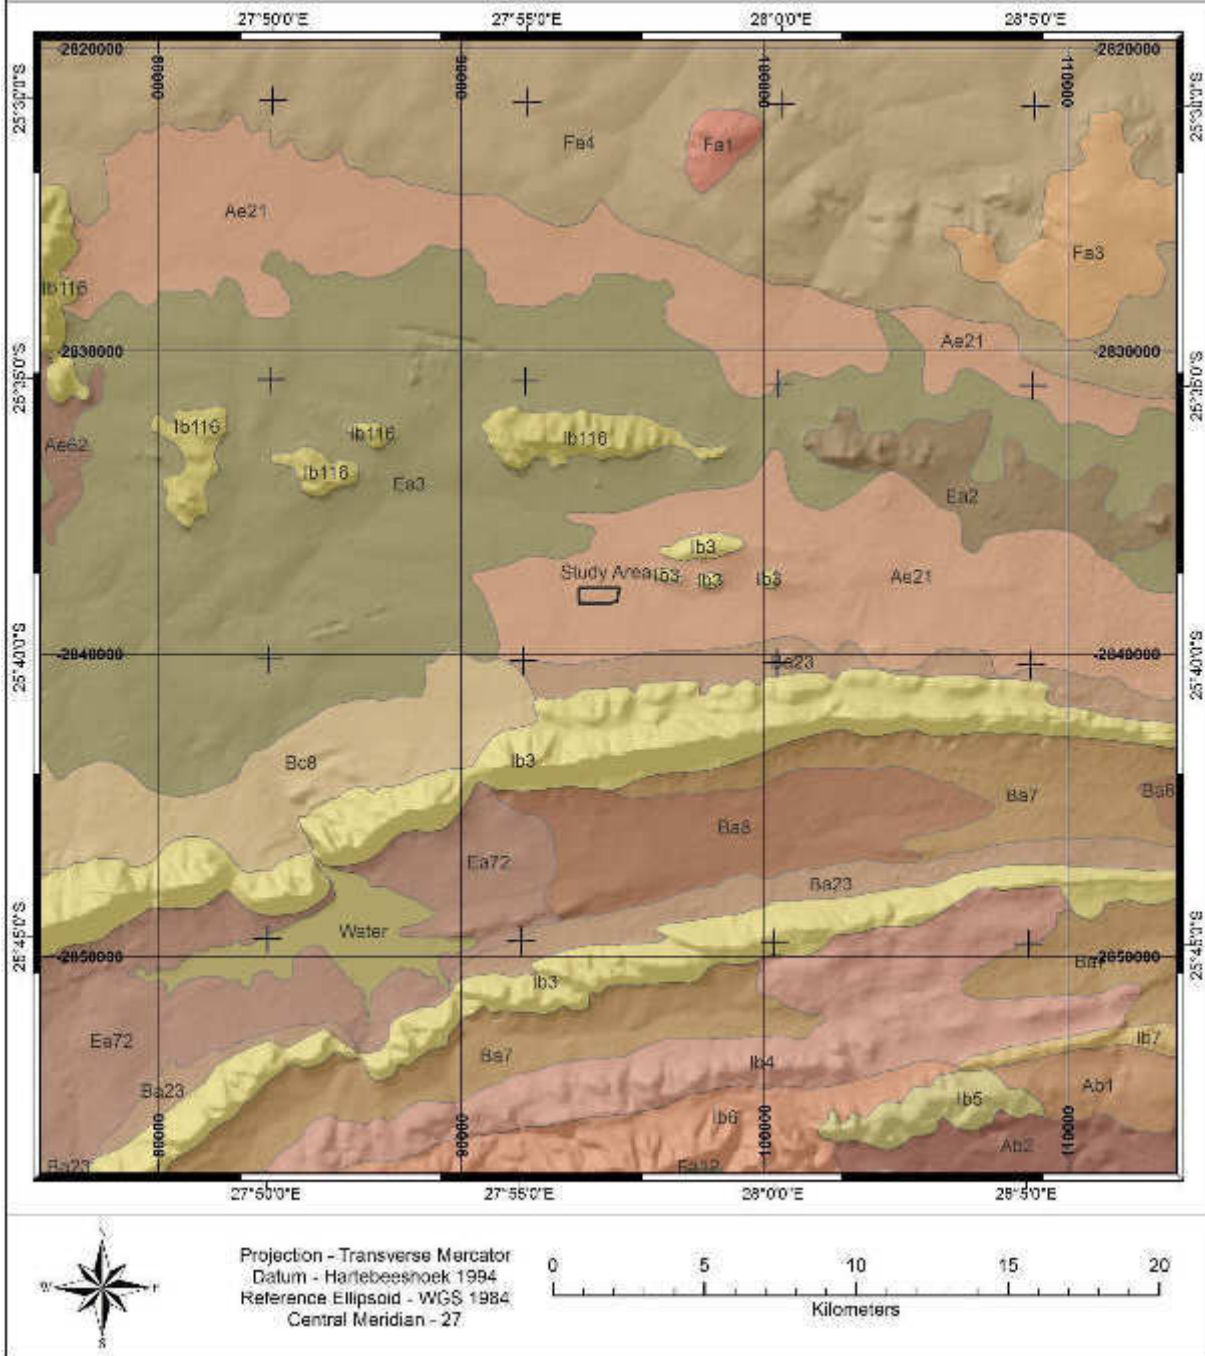 27°50'0"E 27°55'0"E 28°0'0"E 28°5'0"E
-2820000 80000 90000 100000 110000 -2820000
25°30'0"S 25°30'0"S
Fa4 Fa1
Ae21
Fa3
Ib116
Ae21
-2830000 -2830000
25°35'0"S 25°35'0"S
Ib116 Ib116 Ib116
Ae62
Ib116
Ea3 Ea2
Ib3
Study Area Ib3 Ib3 Ib3 Ae21
-2840000 Ba23 -2840000
25°40'0"S 25°40'0"S
Bc8 Ib3
Ba7 Ba8
Ba8
Ea72
Ba23
Water
25°45'0"S 25°45'0"S
-2850000 Ba7 -2850000
Ib3
Ea72 Ib7
Ba7 Ib4
Ba23 Ab1
Ib5
Ib6
80000 90000 100000 110000
Ab2
Ba23
27°50'0"E 27°55'0"E 28°0'0"E 28°5'0"E
N
W E
S
Projection - Transverse Mercator
Datum - Hartebeeshoek 1994
Reference Ellipsoid - WGS 1984
Central Meridian - 27
0 5 10 15 20
Kilometers